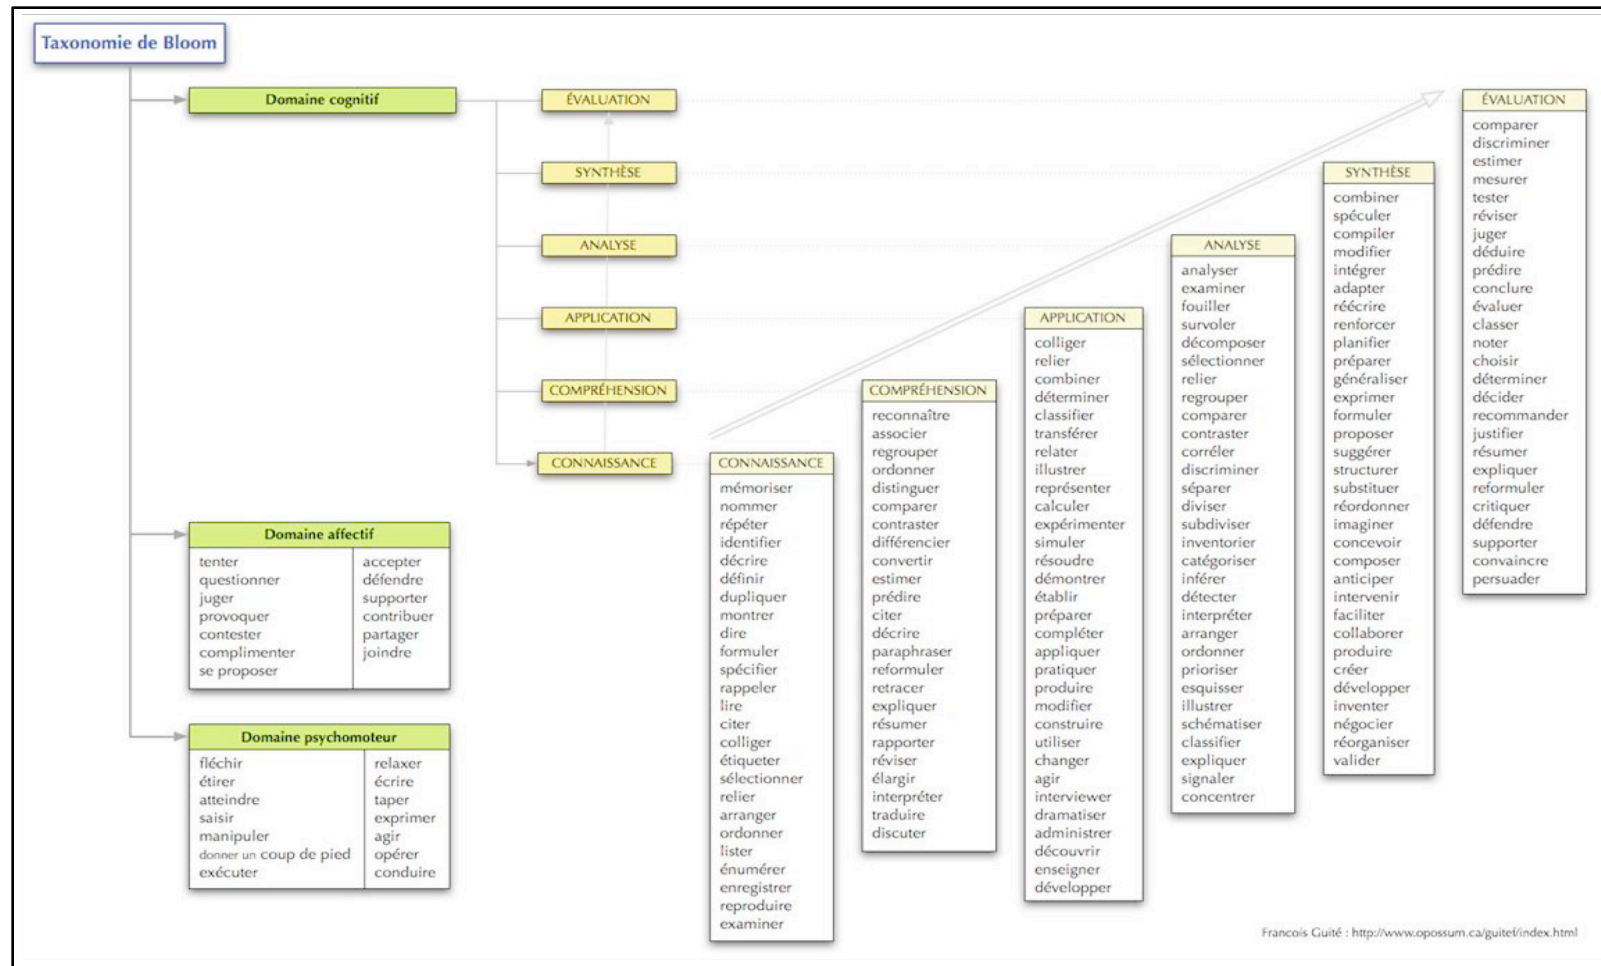 Taxonomie de Bloom
Domaine cognitif
ÉVALUATION
SYNTHÈSE
ANALYSE
APPLICATION
COMPRÉHENSION
CONNAISSANCE
Domaine affectif
tenter
questionner
juger
provoquer
contester
complimenter
se proposer
accepter
défendre
supporter
contribuer
partager
joindre
Domaine psychomoteur
fléchir
étirer
atteindre
saisir
manipuler
donner un coup de pied
exécuter
relaxer
écrire
taper
exprimer
agir
opérer
conduire
CONNAISSANCE
mémoriser
nommer
répéter
identifier
décrire
définir
dupliquer
montrer
dire
formuler
spécifier
rappeler
lire
citer
colliger
étiqueter
sélectionner
relier
arranger
ordonner
lister
énumérer
enregistrer
reproduire
examiner
COMPRÉHENSION
reconnaître
associer
regrouper
ordonner
distinguer
comparer
contraster
différencier
convertir
estimer
prédire
citer
décrire
paraphraser
reformuler
retracer
expliquer
résumer
rapporter
réviser
élargir
interpréter
traduire
discuter
APPLICATION
colliger
relier
combiner
déterminer
classifier
transférer
relater
illustrer
représenter
calculer
expérimenter
simuler
résoudre
démontrer
établir
préparer
compléter
appliquer
pratiquer
produire
modifier
construire
utiliser
changer
agir
interviewer
dramatiser
administrer
découvrir
enseigner
développer
ANALYSE
analyser
examiner
fouiller
survoler
décomposer
sélectionner
relier
regrouper
comparer
contraster
corréler
discriminer
séparer
diviser
subdiviser
inventorier
catégoriser
inférer
détecter
interpréter
arranger
ordonner
prioriser
esquisser
illustrer
schématiser
classifier
expliquer
signaler
concentrer
SYNTHÈSE
combiner
spéculer
compiler
modifier
intégrer
adapter
réécrire
renforcer
planifier
préparer
généraliser
exprimer
formuler
proposer
suggérer
structurer
substituer
réordonner
imaginer
concevoir
composer
anticiper
intervenir
faciliter
collaborer
produire
créer
développer
inventer
négocier
réorganiser
valider
ÉVALUATION
comparer
discriminer
estimer
mesurer
tester
réviser
juger
déduire
prédire
conclure
évaluer
classer
noter
choisir
déterminer
décider
recommander
justifier
résumer
expliquer
reformuler
critiquer
défendre
supporter
convaincre
persuader
Francois Guité : http://www.opossum.ca/guitef/index.html